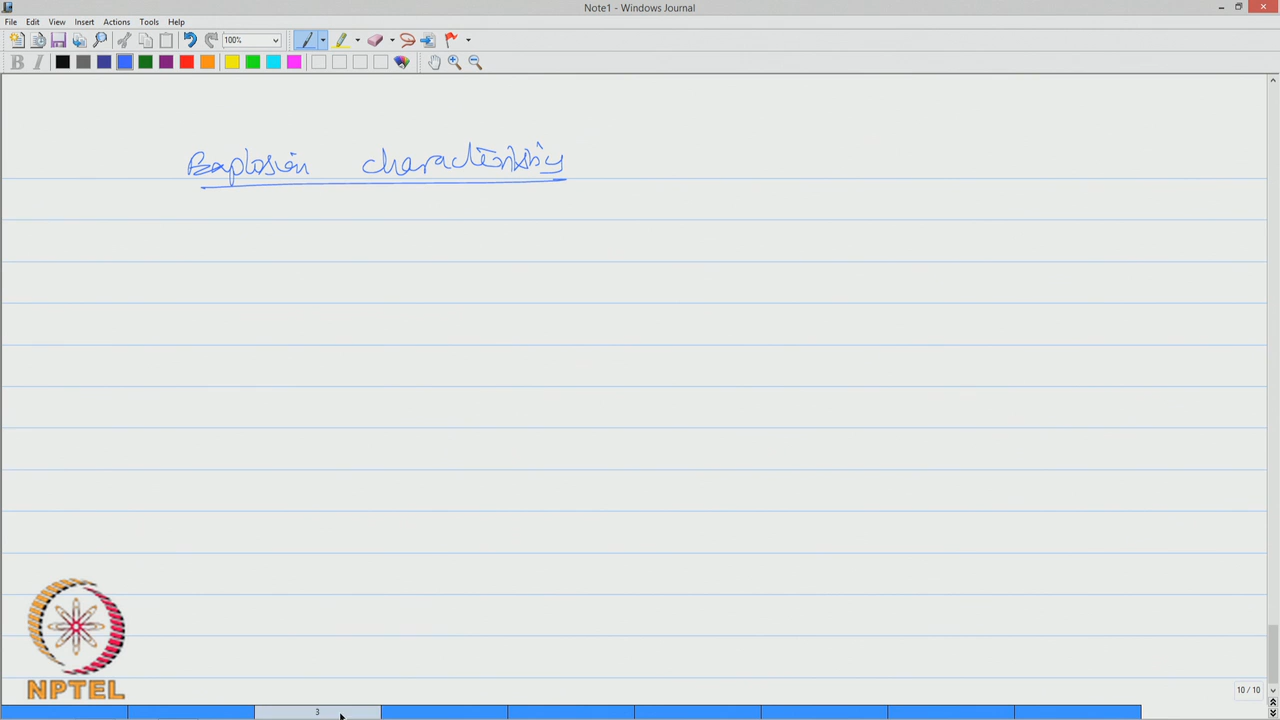 Note1 - Windows Journal
File Edit View Insert Actions Tools Help
100%
B I
Explosion characteristics
NPTEL
10 / 10
3